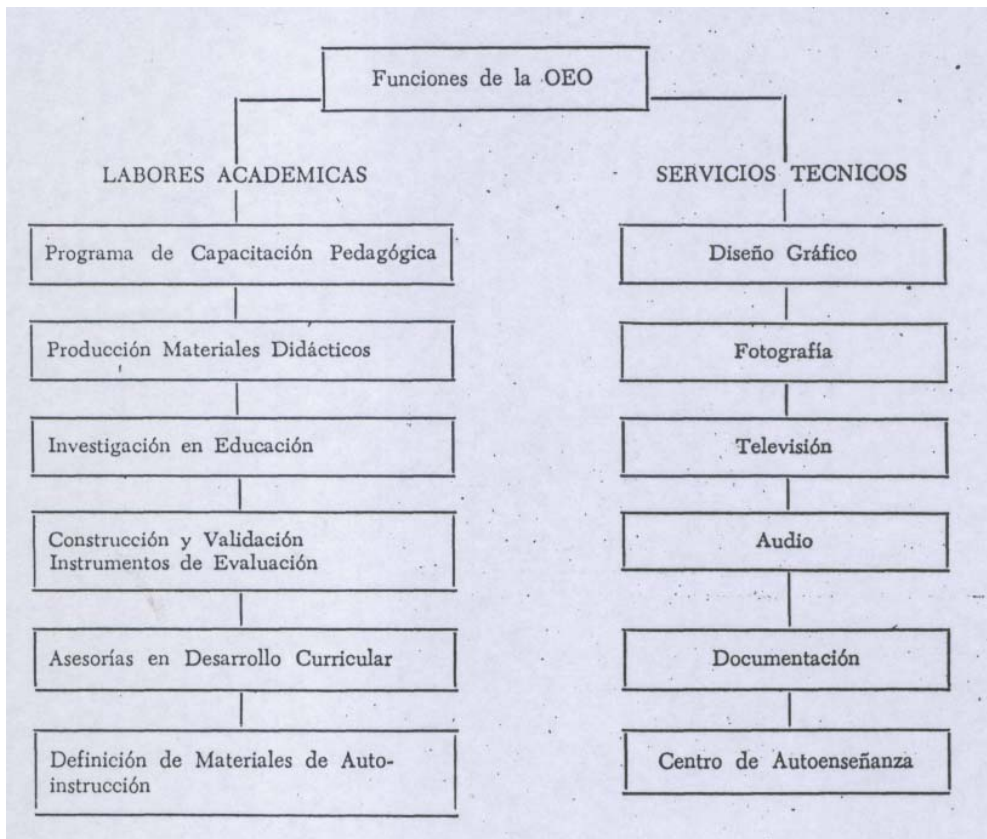 Funciones de la OEO
LABORES ACADEMICAS
Programa de Capacitación Pedagógica
Producción Materiales Didácticos
Investigación en Educación
Construcción y Validación
Instrumentos de Evaluación
Asesorías en Desarrollo Curricular
Definición de Materiales de Auto-
instrucción
SERVICIOS TECNICOS
Diseño Gráfico
Fotografía
Televisión
Audio
Documentación
Centro de Autoenseñanza